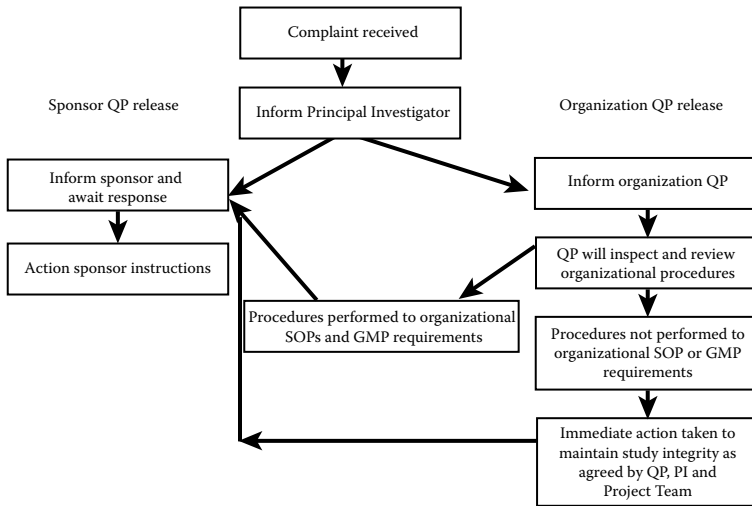 Complaint received
Sponsor QP release
Organization QP release
Inform Principal Investigator
Inform sponsor and
await response
Inform organization QP
Action sponsor instructions
QP will inspect and review
organizational procedures
Procedures performed to organizational
SOPs and GMP requirements
Procedures not performed to
organizational SOP or GMP
requirements
Immediate action taken to
maintain study integrity as
agreed by QP, PI and
Project Team